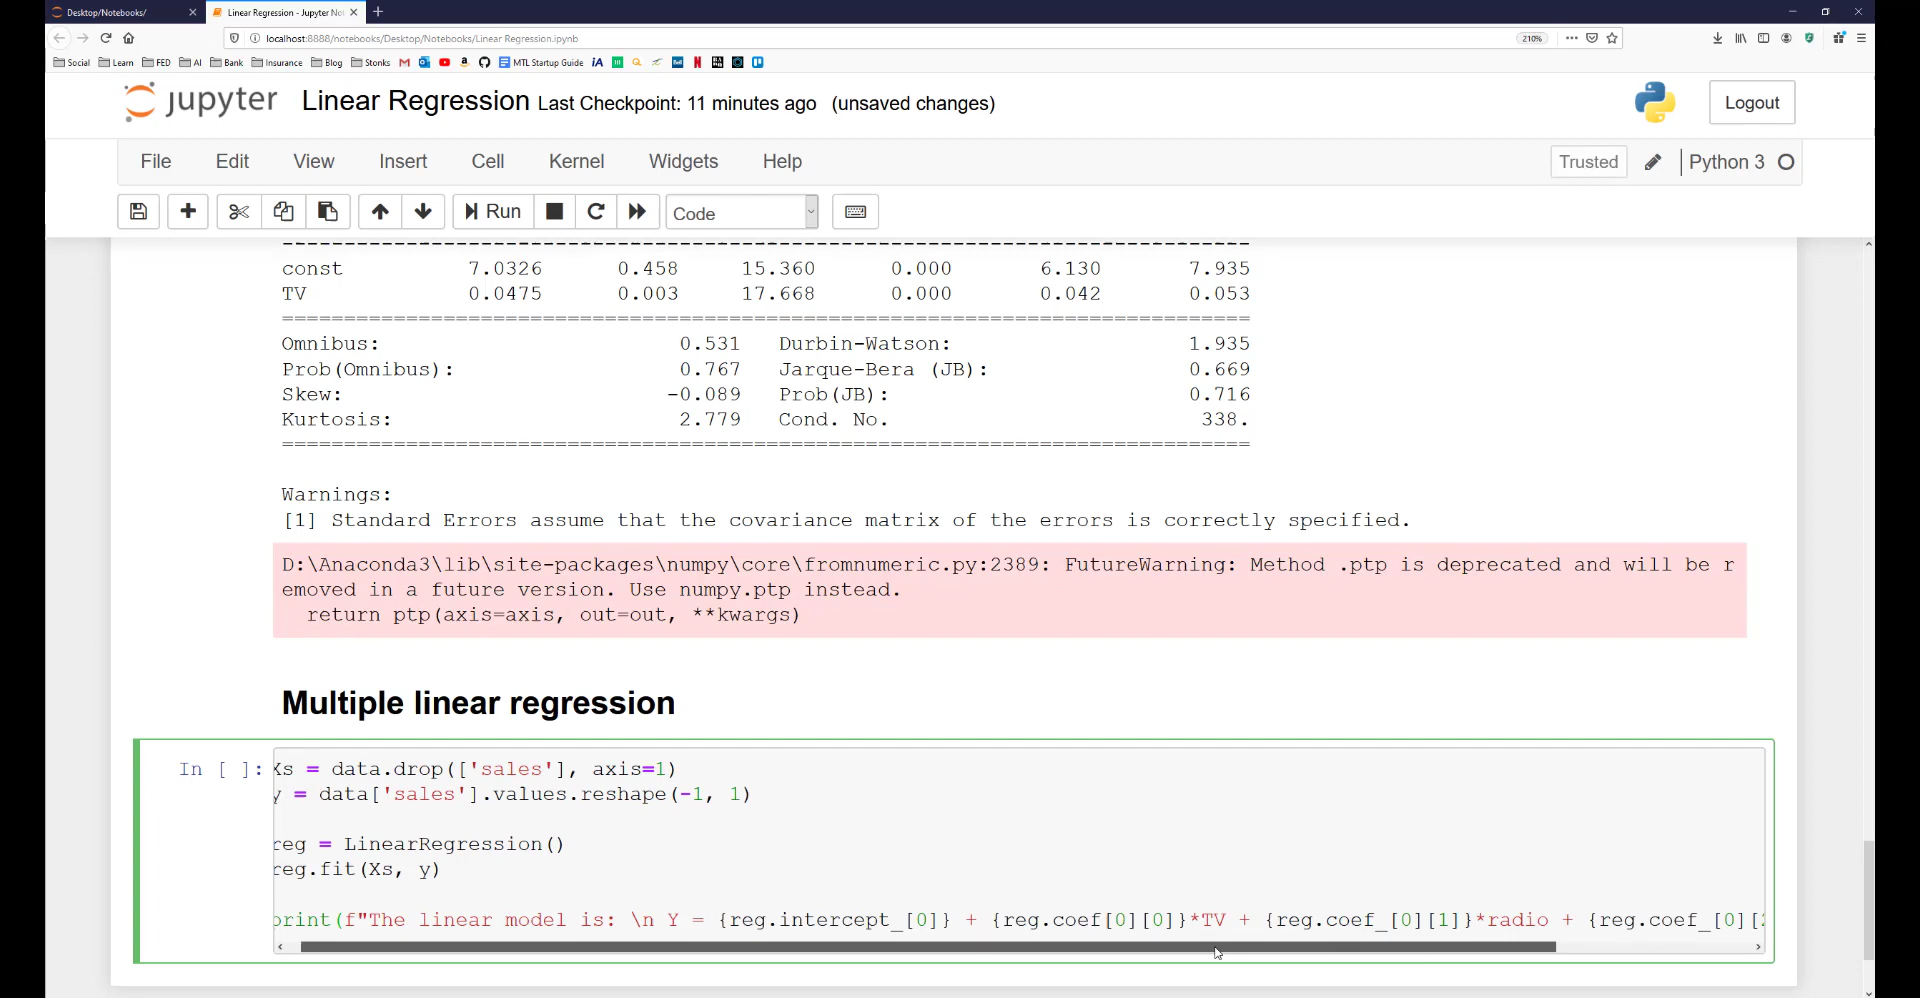 Desktop/Notebooks/
Linear Regression - Jupyter Not
localhost:8888/notebooks/Desktop/Notebooks/Linear Regression.ipynb
210%
Social Learn FED AI Bank Insurance Blog Stonks MTL Startup Guide iA
jupyter Linear Regression Last Checkpoint: 11 minutes ago (unsaved changes)
Logout
File Edit View Insert Cell Kernel Widgets Help
Trusted Python 3
Run Code
const 7.0326 0.458 15.360 0.000 6.130 7.935
TV 0.0475 0.003 17.668 0.000 0.042 0.053
==============================================================================
Omnibus: 0.531 Durbin-Watson: 1.935
Prob(Omnibus): 0.767 Jarque-Bera (JB): 0.669
Skew: -0.089 Prob(JB): 0.716
Kurtosis: 2.779 Cond. No. 338.
==============================================================================
Warnings:
[1] Standard Errors assume that the covariance matrix of the errors is correctly specified.
D:\Anaconda3\lib\site-packages\numpy\core\fromnumeric.py:2389: FutureWarning: Method .ptp is deprecated and will be r
emoved in a future version. Use numpy.ptp instead.
return ptp(axis=axis, out=out, **kwargs)
Multiple linear regression
In [ ]:
Xs = data.drop(['sales'], axis=1)
y = data['sales'].values.reshape(-1, 1)
reg = LinearRegression()
reg.fit(Xs, y)
print(f"The linear model is: \n Y = {reg.intercept_[0]} + {reg.coef[0][0]}*TV + {reg.coef_[0][1]}*radio + {reg.coef_[0][2